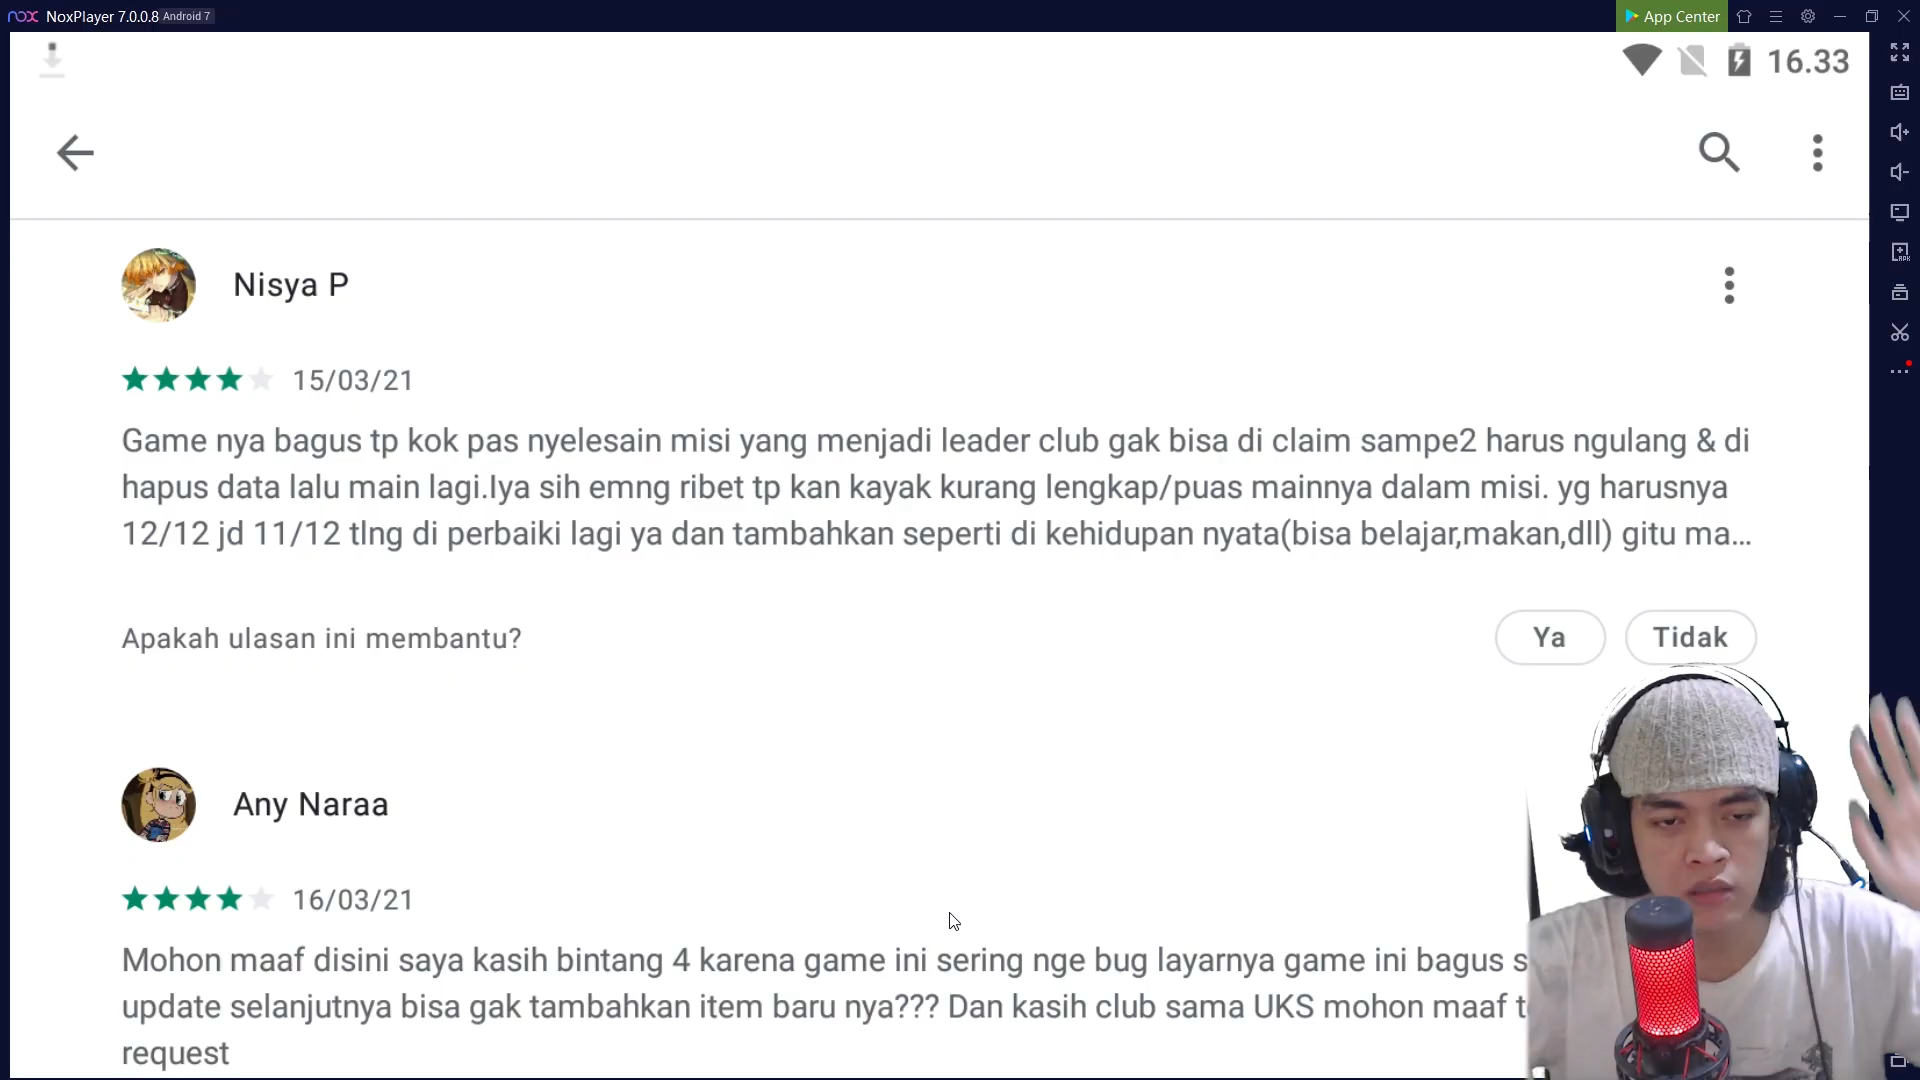 nox NoxPlayer 7.0.0.8 Android 7
App Center
16.33
Nisya P
15/03/21
Game nya bagus tp kok pas nyelesain misi yang menjadi leader club gak bisa di claim sampe2 harus ngulang & di
hapus data lalu main lagi.Iya sih emng ribet tp kan kayak kurang lengkap/puas mainnya dalam misi. yg harusnya
12/12 jd 11/12 tlng di perbaiki lagi ya dan tambahkan seperti di kehidupan nyata(bisa belajar,makan,dll) gitu ma...
Apakah ulasan ini membantu?
Ya
Tidak
Any Naraa
16/03/21
Mohon maaf disini saya kasih bintang 4 karena game ini sering nge bug layarnya game ini bagus
update selanjutnya bisa gak tambahkan item baru nya??? Dan kasih club sama UKS mohon maaf
request